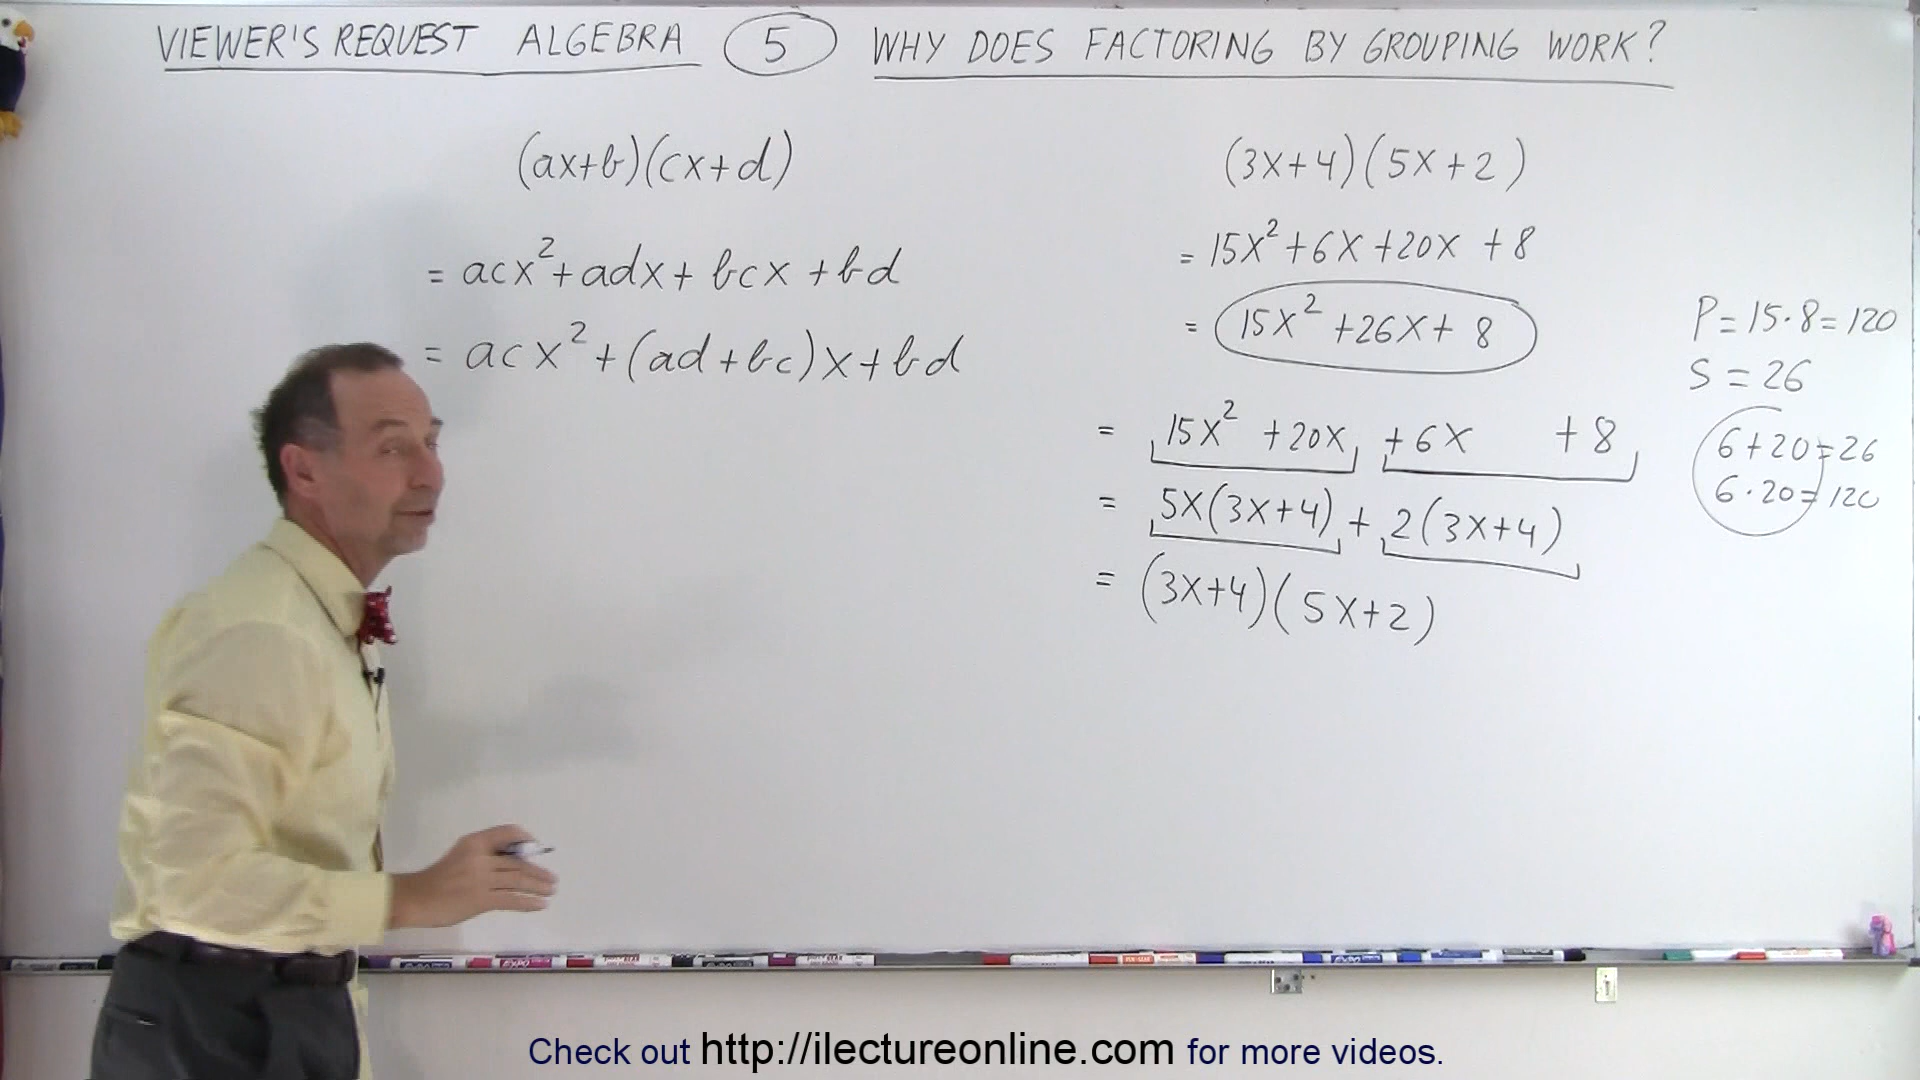 VIEWER'S REQUEST ALGEBRA 5 WHY DOES FACTORING BY GROUPING WORK?
(ax+b)(cx+d)
= acx²+adx+bcx+bd
= acx²+(ad+bc)x+bd
(3x+4)(5x+2)
= 15x²+6x+20x+8
= 15x²+26x+8
= 15x²+20x+6x+8
= 5x(3x+4)+2(3x+4)
= (3x+4)(5x+2)
P=15·8=120
S=26
6+20=26
6·20=120
Check out http://ilectureonline.com for more videos.